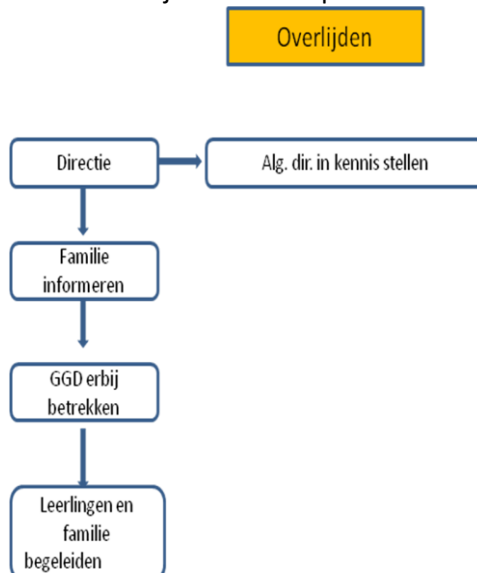 Overlijden
Directie
Alg. dir. in kennis stellen
Familie
informeren
GGD erbij
betrekken
Leerlingen en
familie
begeleiden